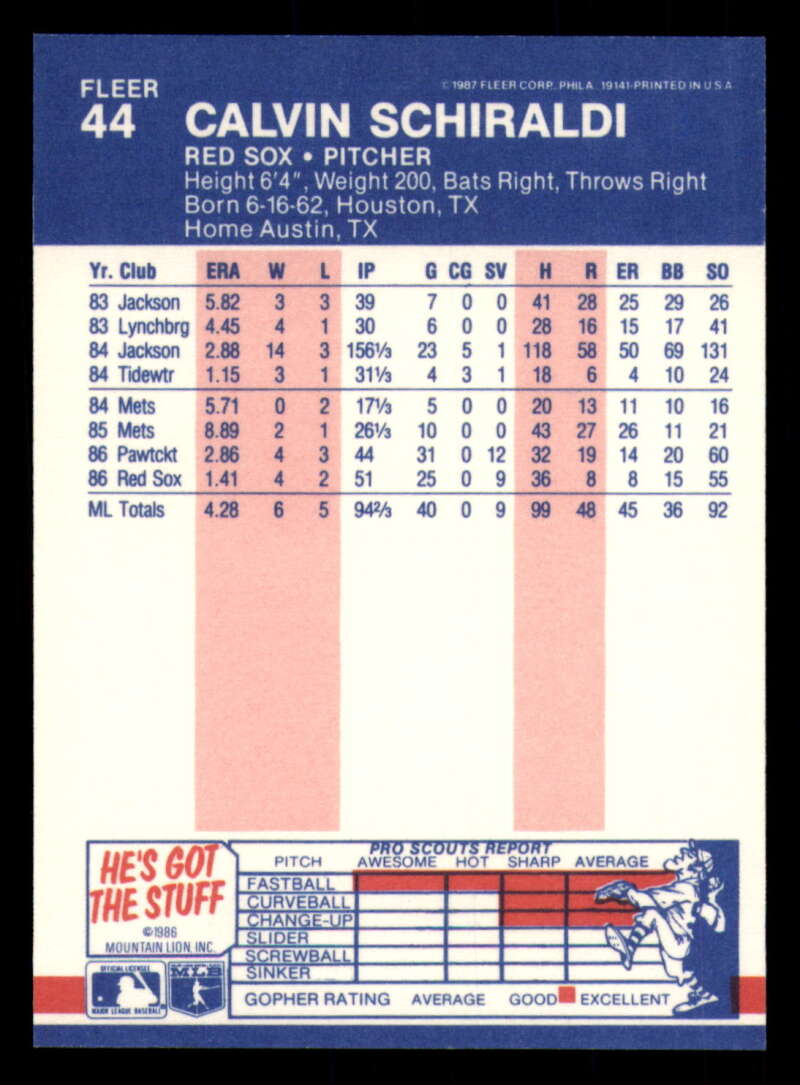 FLEER
©1987 FLEER CORP., PHILA. 19141-PRINTED IN U S A
44 CALVIN SCHIRALDI
RED SOX • PITCHER
Height 6'4", Weight 200, Bats Right, Throws Right
Born 6-16-62, Houston, TX
Home Austin, TX
Yr. Club ERA W L IP G CG SV H R ER BB SO
83 Jackson 5.82 3 3 39 7 0 0 41 28 25 29 26
83 Lynchbrg 4.45 4 1 30 6 0 0 28 16 15 17 41
84 Jackson 2.88 14 3 156⅓ 23 5 1 118 58 50 69 131
84 Tidewtr 1.15 3 1 31⅓ 4 3 1 18 6 4 10 24
84 Mets 5.71 0 2 17⅓ 5 0 0 20 13 11 10 16
85 Mets 8.89 2 1 26⅓ 10 0 0 43 27 26 11 21
86 Pawtckt 2.86 4 3 44 31 0 12 32 19 14 20 60
86 Red Sox 1.41 4 2 51 25 0 9 36 8 8 15 55
ML Totals 4.28 6 5 94⅔ 40 0 9 99 48 45 36 92
HE'S GOT
THE STUFF
©1986
MOUNTAIN LION, INC.
OFFICIAL LICENSEE
MAJOR LEAGUE BASEBALL
MLB
PRO SCOUTS REPORT
PITCH AWESOME HOT SHARP AVERAGE
FASTBALL
CURVEBALL
CHANGE-UP
SLIDER
SCREWBALL
SINKER
GOPHER RATING AVERAGE GOOD EXCELLENT